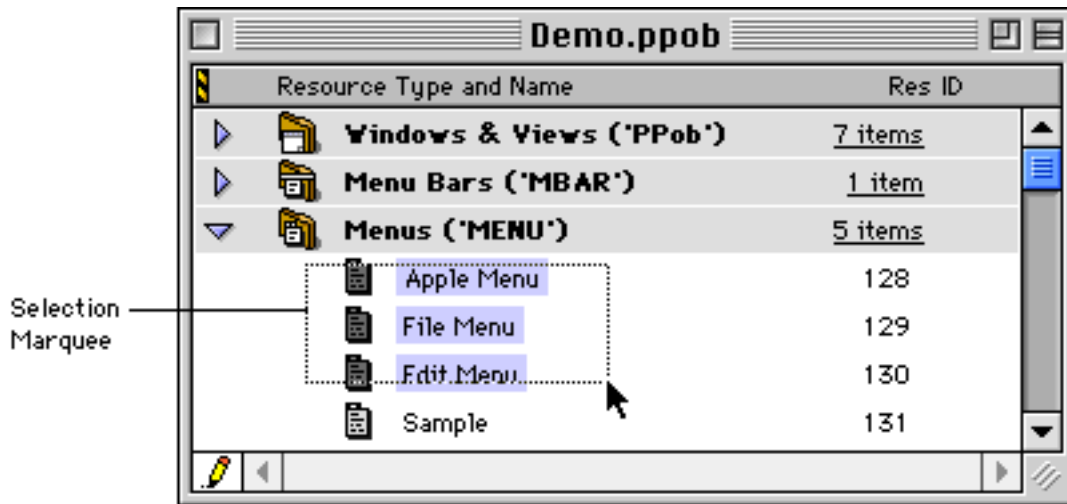 Demo.ppob
Resource Type and Name Res ID
Windows & Views ('PPob') 7 items
Menu Bars ('MBAR') 1 item
Menus ('MENU') 5 items
Apple Menu 128
Selection
Marquee
File Menu 129
Edit Menu 130
Sample 131